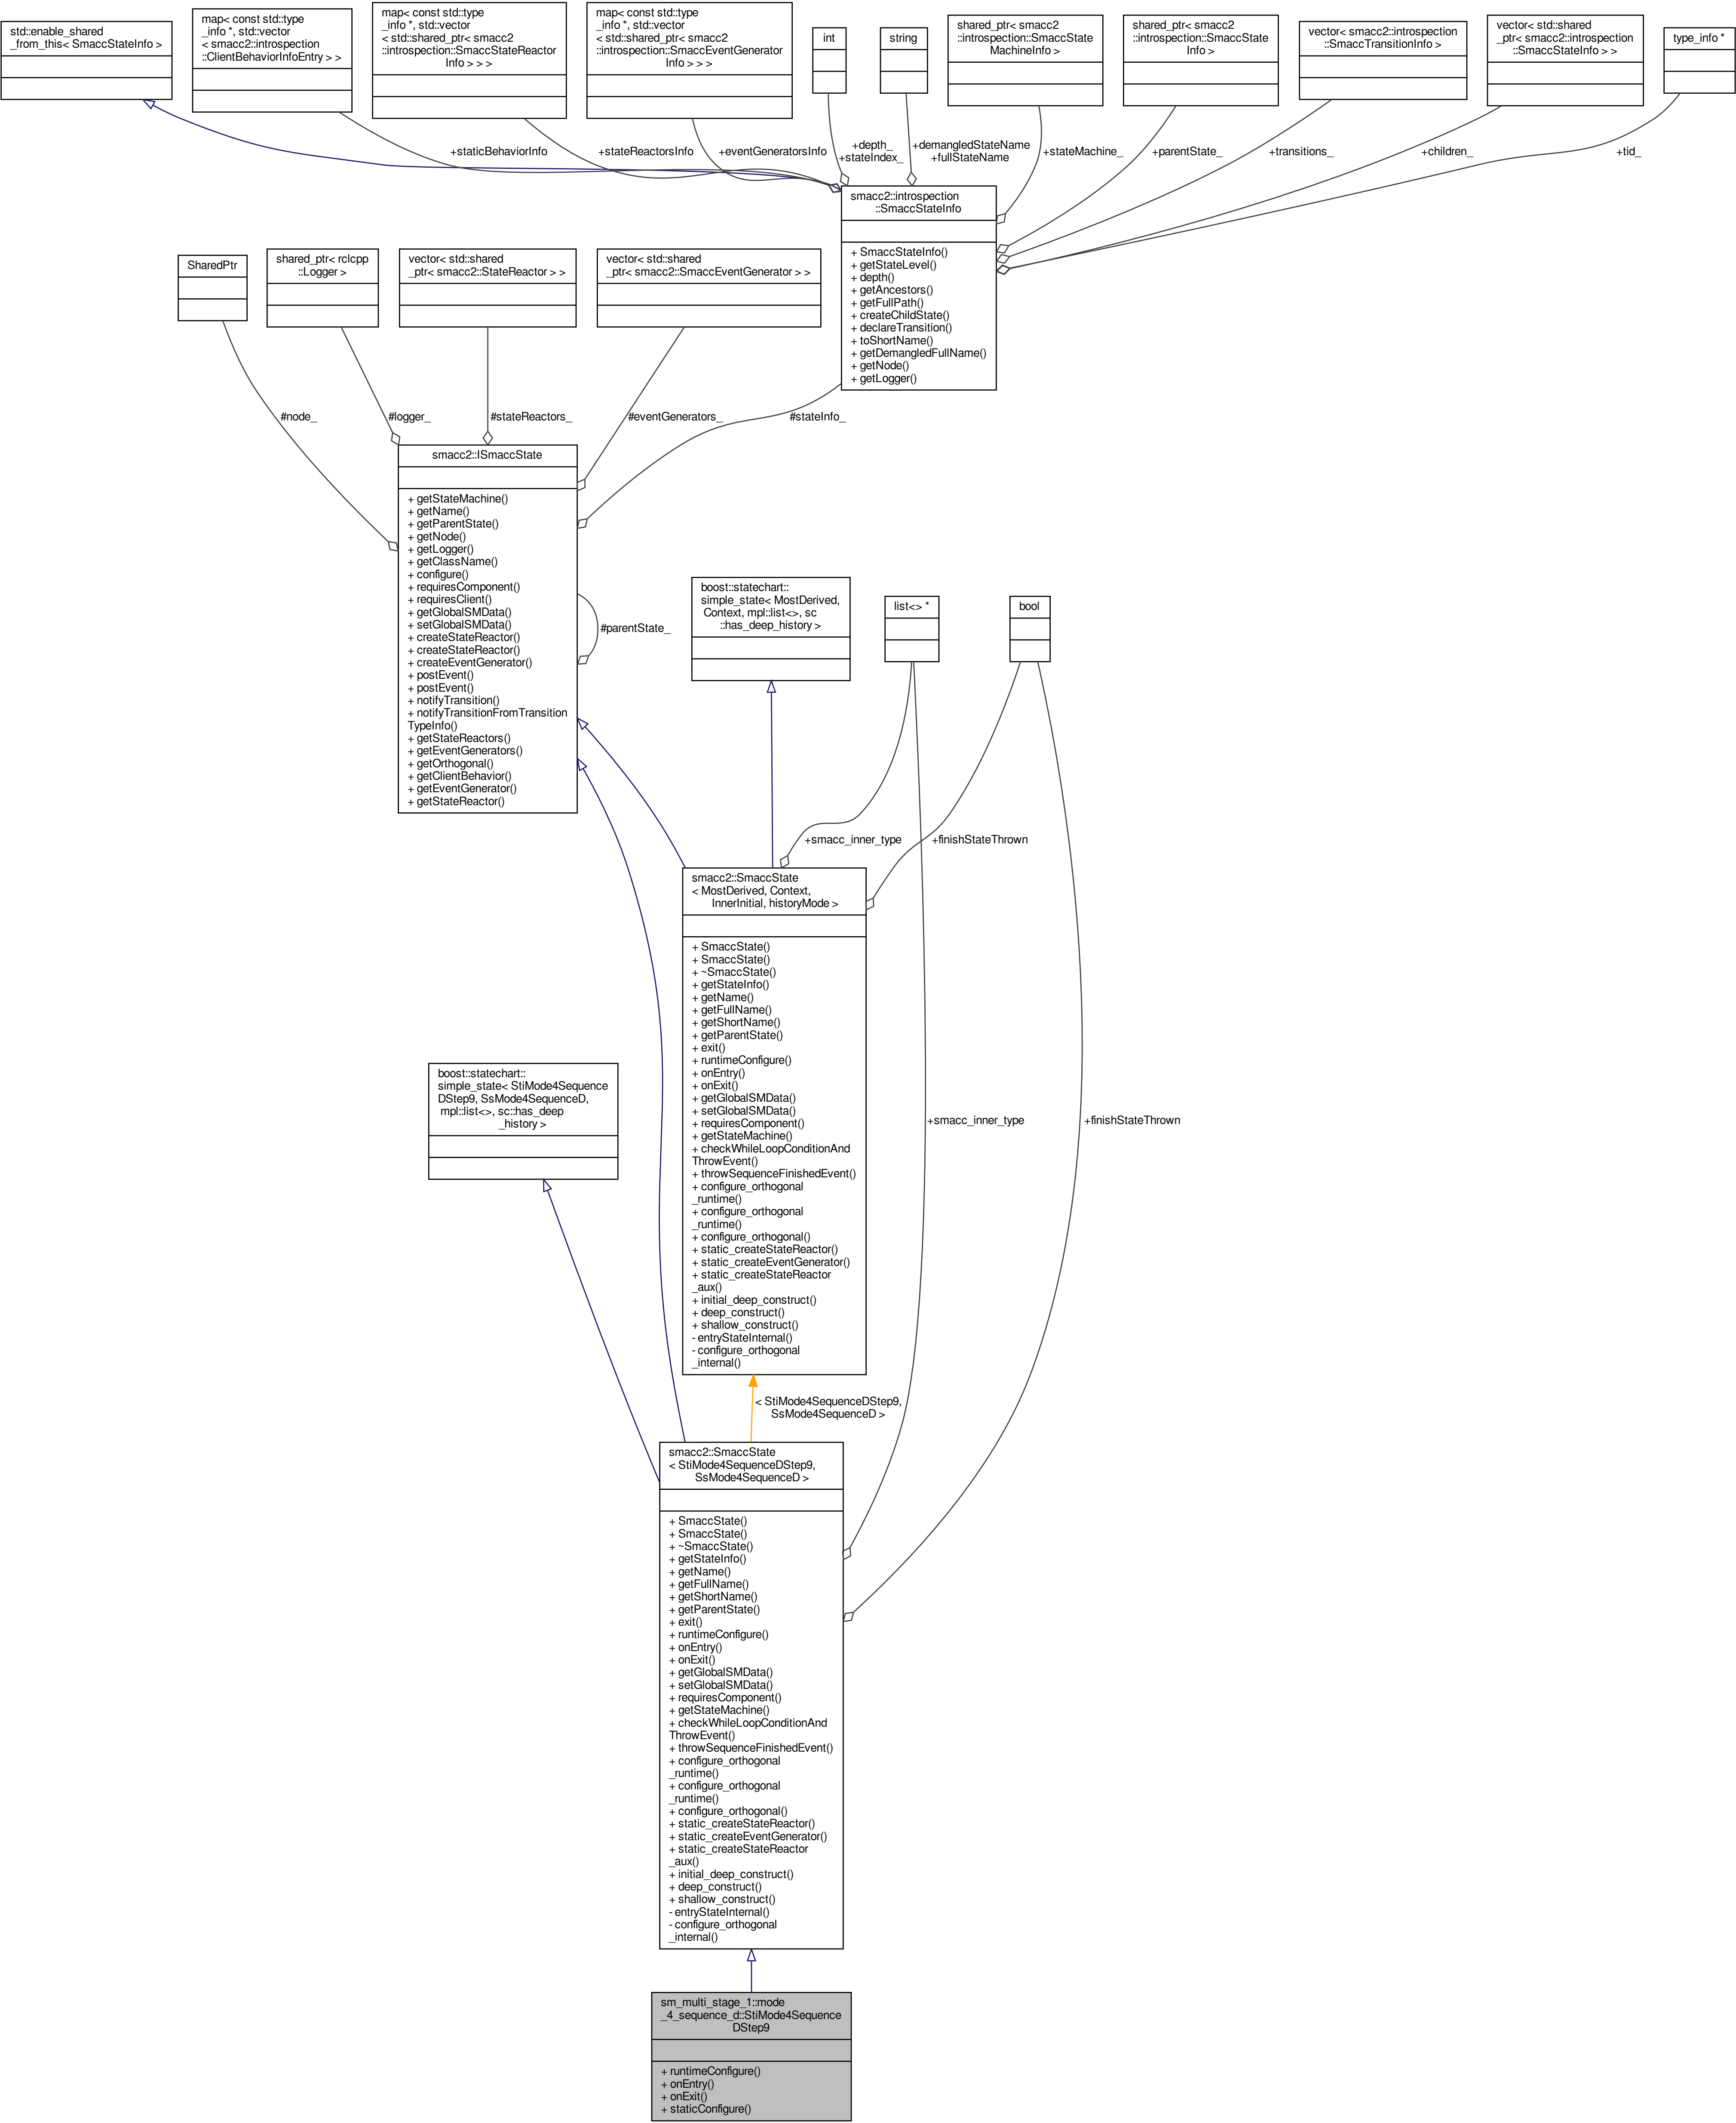 std::enable_shared
_from_this< SmaccStateInfo >
map< const std::type
_info *, std::vector
< smacc2::introspection
::ClientBehaviorInfoEntry > >
map< const std::type
_info *, std::vector
< std::shared_ptr< smacc2
::introspection::SmaccStateReactor
Info > > >
map< const std::type
_info *, std::vector
< std::shared_ptr< smacc2
::introspection::SmaccEventGenerator
Info > > >
int
string
shared_ptr< smacc2
::introspection::SmaccState
MachineInfo >
shared_ptr< smacc2
::introspection::SmaccState
Info >
vector< smacc2::introspection
::SmaccTransitionInfo >
vector< std::shared
_ptr< smacc2::introspection
::SmaccStateInfo > >
type_info *
+staticBehaviorInfo
+stateReactorsInfo
+eventGeneratorsInfo
+depth_
+stateIndex_
+demangledStateName
+fullStateName
+stateMachine_
+parentState_
+transitions_
+children_
+tid_
smacc2::introspection
::SmaccStateInfo
+ SmaccStateInfo()
+ getStateLevel()
+ depth()
+ getAncestors()
+ getFullPath()
+ createChildState()
+ declareTransition()
+ toShortName()
+ getDemangledFullName()
+ getNode()
+ getLogger()
SharedPtr
shared_ptr< rclcpp
::Logger >
vector< std::shared
_ptr< smacc2::StateReactor > >
vector< std::shared
_ptr< smacc2::SmaccEventGenerator > >
#node_
#logger_
#stateReactors_
#eventGenerators_
#stateInfo_
smacc2::ISmaccState
+ getStateMachine()
+ getName()
+ getParentState()
+ getNode()
+ getLogger()
+ getClassName()
+ configure()
+ requiresComponent()
+ requiresClient()
+ getGlobalSMData()
+ setGlobalSMData()
+ createStateReactor()
+ createStateReactor()
+ createEventGenerator()
+ postEvent()
+ postEvent()
+ notifyTransition()
+ notifyTransitionFromTransition
TypeInfo()
+ getStateReactors()
+ getEventGenerators()
+ getOrthogonal()
+ getClientBehavior()
+ getEventGenerator()
+ getStateReactor()
#parentState_
boost::statechart::
simple_state< MostDerived,
Context, mpl::list<>, sc
::has_deep_history >
list<> *
bool
+smacc_inner_type
+finishStateThrown
smacc2::SmaccState
< MostDerived, Context,
InnerInitial, historyMode >
+ SmaccState()
+ SmaccState()
+ ~SmaccState()
+ getStateInfo()
+ getName()
+ getFullName()
+ getShortName()
+ getParentState()
+ exit()
+ runtimeConfigure()
+ onEntry()
+ onExit()
+ getGlobalSMData()
+ setGlobalSMData()
+ requiresComponent()
+ getStateMachine()
+ checkWhileLoopConditionAnd
ThrowEvent()
+ throwSequenceFinishedEvent()
+ configure_orthogonal
_runtime()
+ configure_orthogonal
_runtime()
+ configure_orthogonal()
+ static_createStateReactor()
+ static_createEventGenerator()
+ static_createStateReactor
_aux()
+ initial_deep_construct()
+ deep_construct()
+ shallow_construct()
- entryStateInternal()
- configure_orthogonal
_internal()
boost::statechart::
simple_state< StiMode4Sequence
DStep9, SsMode4SequenceD,
mpl::list<>, sc::has_deep
_history >
+smacc_inner_type
+finishStateThrown
< StiMode4SequenceDStep9,
SsMode4SequenceD >
smacc2::SmaccState
< StiMode4SequenceDStep9,
SsMode4SequenceD >
+ SmaccState()
+ SmaccState()
+ ~SmaccState()
+ getStateInfo()
+ getName()
+ getFullName()
+ getShortName()
+ getParentState()
+ exit()
+ runtimeConfigure()
+ onEntry()
+ onExit()
+ getGlobalSMData()
+ setGlobalSMData()
+ requiresComponent()
+ getStateMachine()
+ checkWhileLoopConditionAnd
ThrowEvent()
+ throwSequenceFinishedEvent()
+ configure_orthogonal
_runtime()
+ configure_orthogonal
_runtime()
+ configure_orthogonal()
+ static_createStateReactor()
+ static_createEventGenerator()
+ static_createStateReactor
_aux()
+ initial_deep_construct()
+ deep_construct()
+ shallow_construct()
- entryStateInternal()
- configure_orthogonal
_internal()
sm_multi_stage_1::mode
_4_sequence_d::StiMode4Sequence
DStep9
+ runtimeConfigure()
+ onEntry()
+ onExit()
+ staticConfigure()